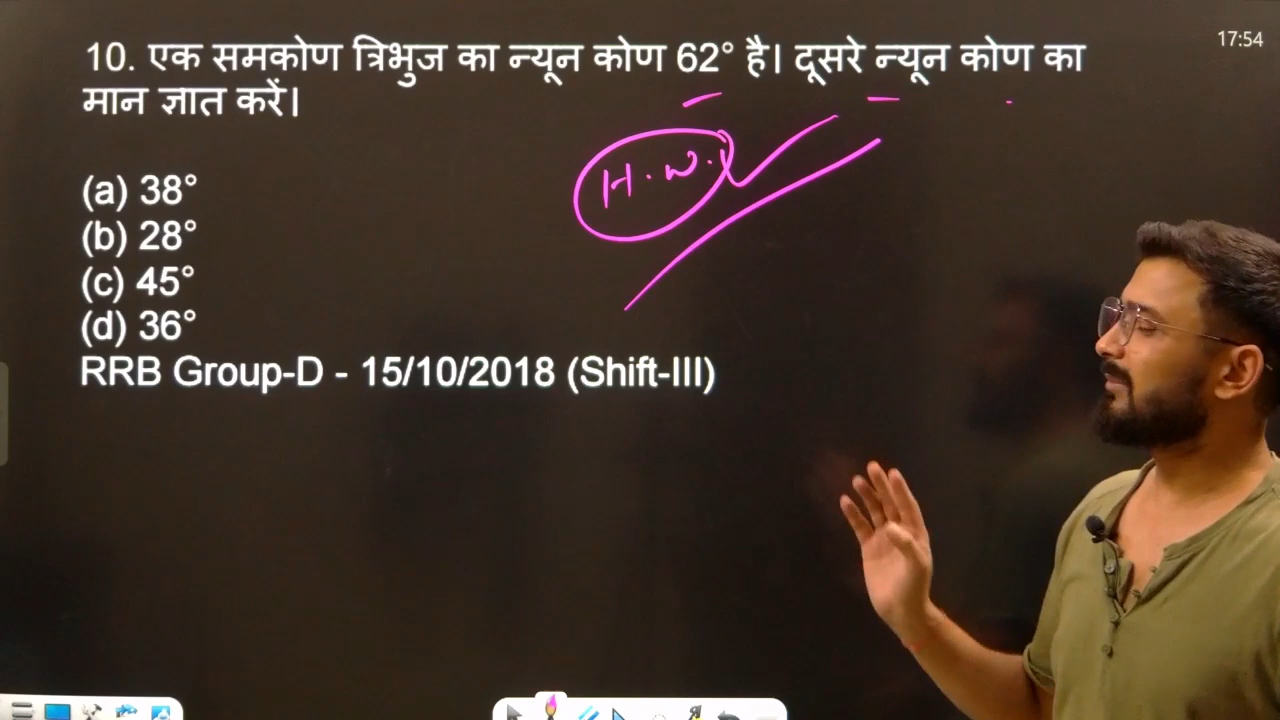 17:54
10. एक समकोण त्रिभुज का न्यून कोण 62° है। दूसरे न्यून कोण का
मान ज्ञात करें।
H.W.
(a) 38°
(b) 28°
(c) 45°
(d) 36°
RRB Group-D - 15/10/2018 (Shift-III)